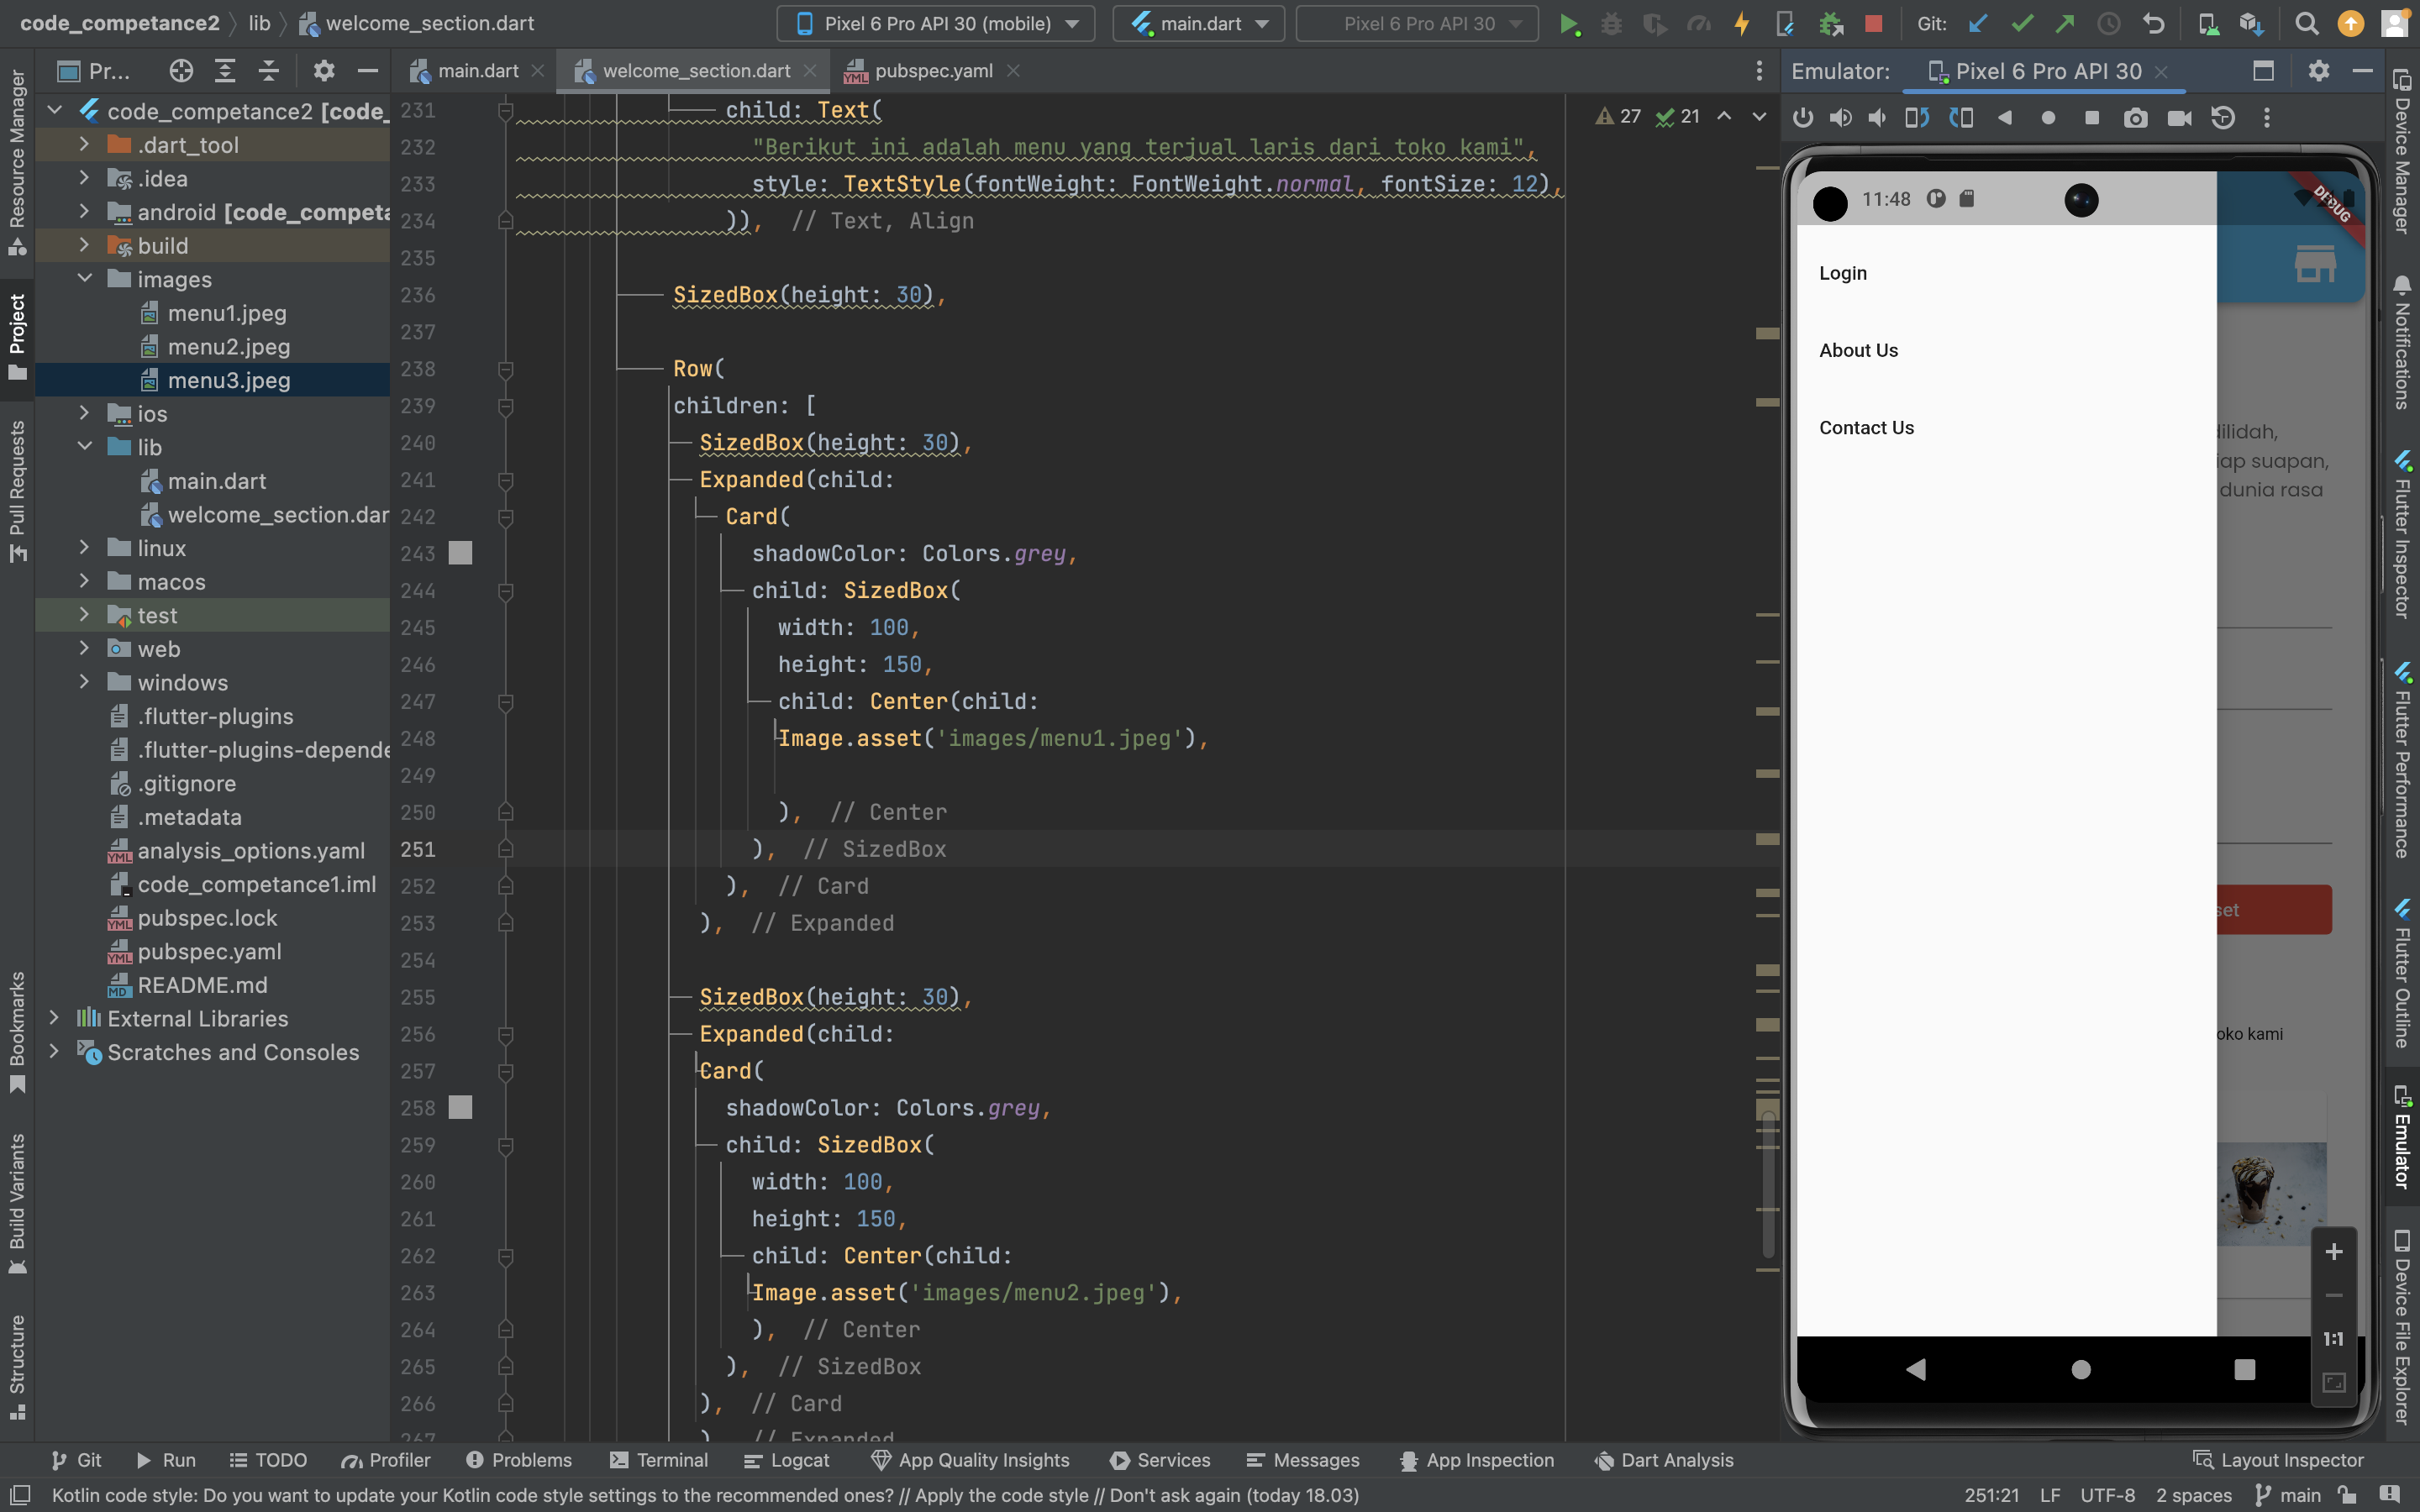 code_competance2 lib welcome_section.dart
Pixel 6 Pro API 30 (mobile) main.dart Pixel 6 Pro API 30 Git:
Pr...
main.dart welcome_section.dart pubspec.yaml
Emulator: Pixel 6 Pro API 30
Resource Manager
Project
Pull Requests
Bookmarks
Build Variants
Structure
code_competance2 [code_
.dart_tool
.idea
android [code_competa
build
images
menu1.jpeg
menu2.jpeg
menu3.jpeg
ios
lib
main.dart
welcome_section.dar
linux
macos
test
web
windows
.flutter-plugins
.flutter-plugins-depende
.gitignore
.metadata
analysis_options.yaml
code_competance1.iml
pubspec.lock
pubspec.yaml
README.md
External Libraries
Scratches and Consoles
27 21
231 child: Text(
232 "Berikut ini adalah menu yang terjual laris dari toko kami",
233 style: TextStyle(fontWeight: FontWeight.normal, fontSize: 12),
234 )), // Text, Align
235
236 SizedBox(height: 30),
237
238 Row(
239 children: [
240 SizedBox(height: 30),
241 Expanded(child:
242 Card(
243 shadowColor: Colors.grey,
244 child: SizedBox(
245 width: 100,
246 height: 150,
247 child: Center(child:
248 Image.asset('images/menu1.jpeg'),
249
250 ), // Center
251 ), // SizedBox
252 ), // Card
253 ), // Expanded
254
255 SizedBox(height: 30),
256 Expanded(child:
257 Card(
258 shadowColor: Colors.grey,
259 child: SizedBox(
260 width: 100,
261 height: 150,
262 child: Center(child:
263 Image.asset('images/menu2.jpeg'),
264 ), // Center
265 ), // SizedBox
266 ), // Card
267 ), // Expanded
11:48
DEBUG
Login
About Us
Contact Us
dilidah,
iap suapan,
dunia rasa
set
oko kami
1:1
Device Manager
Notifications
Flutter Inspector
Flutter Performance
Flutter Outline
Emulator
Device File Explorer
Git Run TODO Profiler Problems Terminal Logcat App Quality Insights Services Messages App Inspection Dart Analysis Layout Inspector
Kotlin code style: Do you want to update your Kotlin code style settings to the recommended ones? // Apply the code style // Don't ask again (today 18.03) 251:21 LF UTF-8 2 spaces main